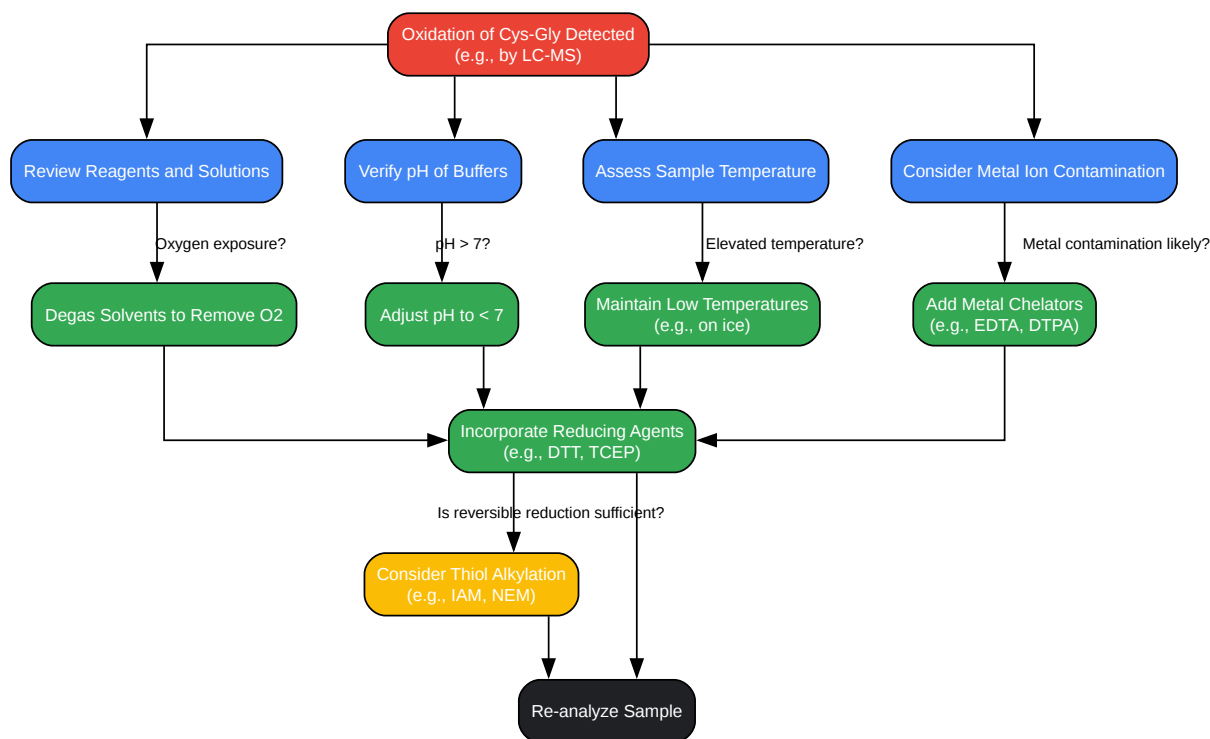 Oxidation of Cys-Gly Detected
(e.g., by LC-MS)
Review Reagents and Solutions
Verify pH of Buffers
Assess Sample Temperature
Consider Metal Ion Contamination
Oxygen exposure?
pH > 7?
Elevated temperature?
Metal contamination likely?
Degas Solvents to Remove O2
Adjust pH to < 7
Maintain Low Temperatures
(e.g., on ice)
Add Metal Chelators
(e.g., EDTA, DTPA)
Incorporate Reducing Agents
(e.g., DTT, TCEP)
Is reversible reduction sufficient?
Consider Thiol Alkylation
(e.g., IAM, NEM)
Re-analyze Sample